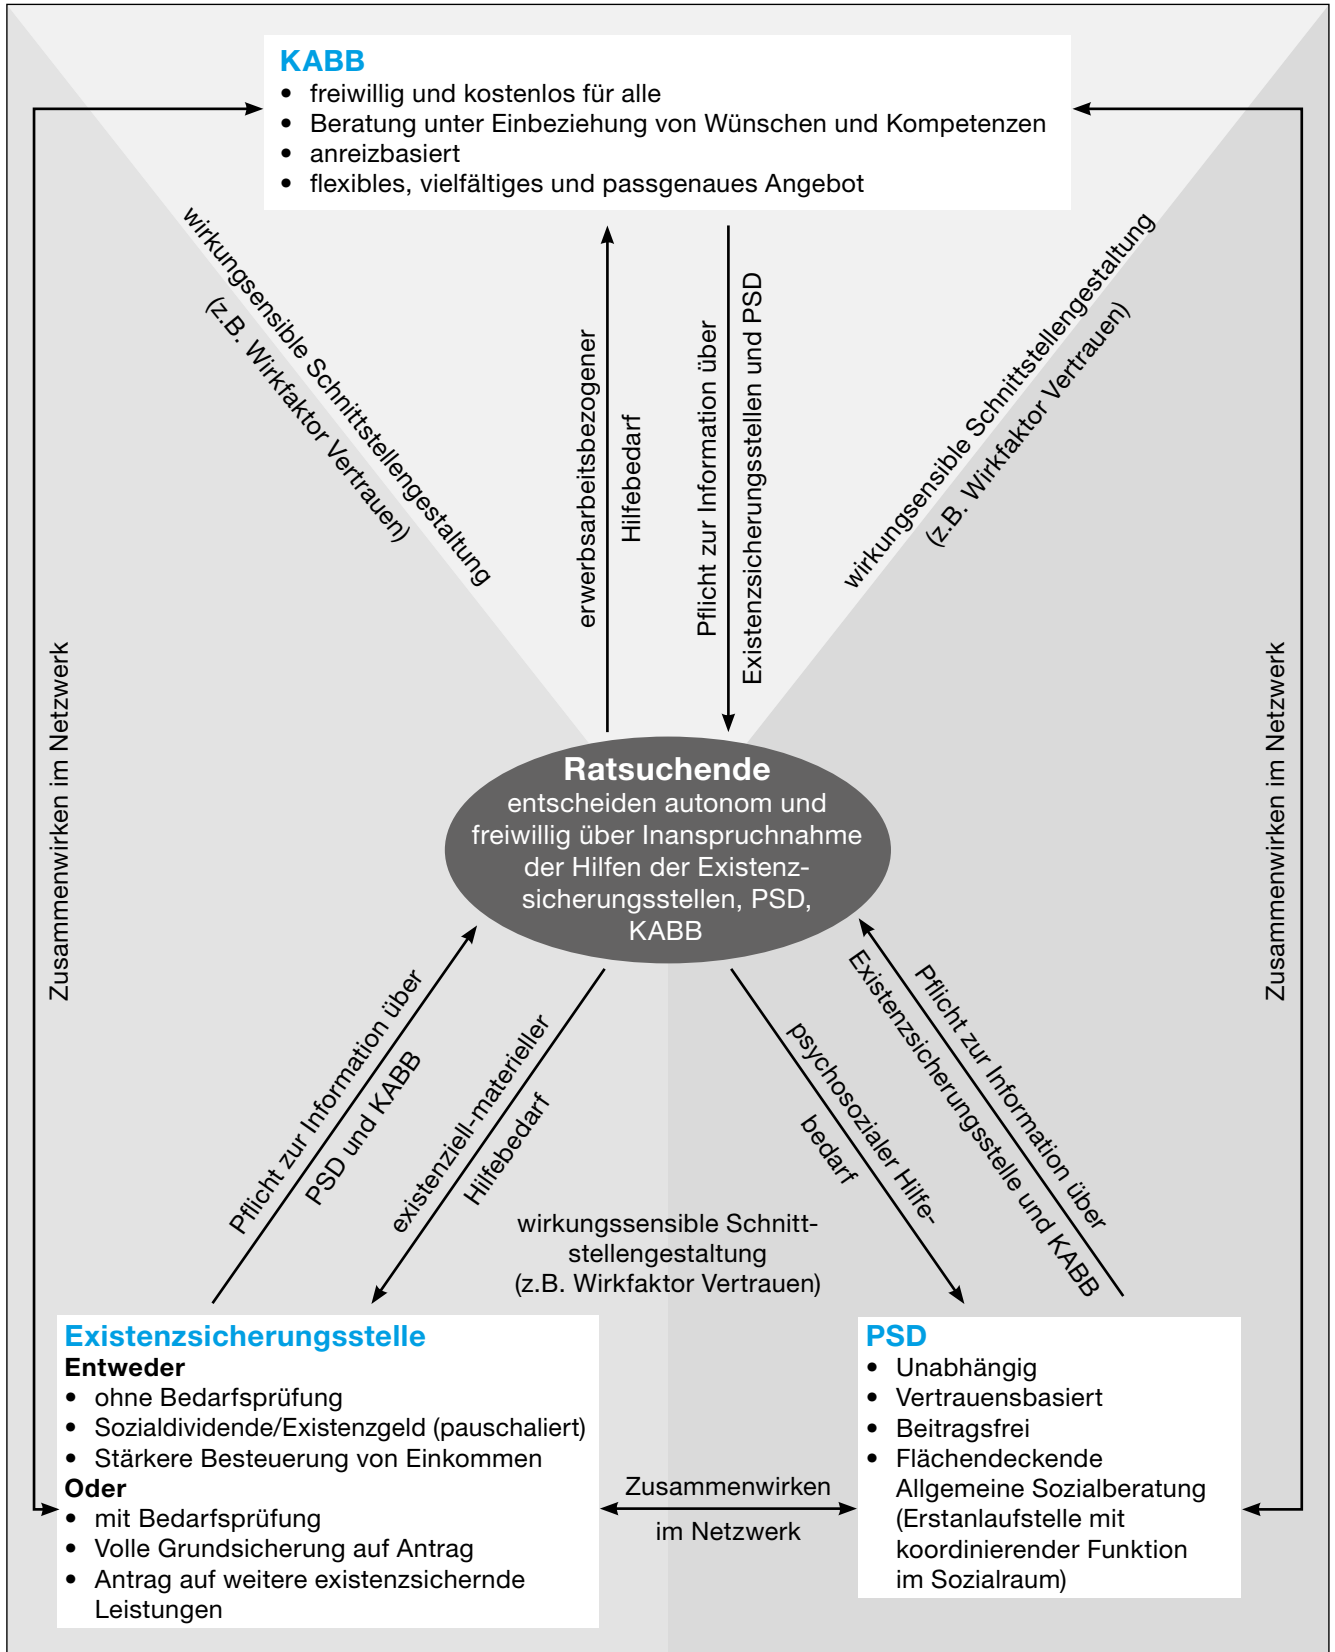 KABB
• freiwillig und kostenlos für alle
• Beratung unter Einbeziehung von Wünschen und Kompetenzen
• anreizbasiert
• flexibles, vielfältiges und passgenaues Angebot
wirkungsensible Schnittstellengestaltung
(z.B. Wirkfaktor Vertrauen)
erwerbsarbeitsbezogener
Hilfebedarf
Pflicht zur Information über
Existenzsicherungsstellen und PSD
wirkungsensible Schnittstellengestaltung
(z.B. Wirkfaktor Vertrauen)
Zusammenwirken im Netzwerk
Zusammenwirken im Netzwerk
Ratsuchende
entscheiden autonom und
freiwillig über Inanspruchnahme
der Hilfen der Existenz-
sicherungsstellen, PSD,
KABB
Pflicht zur Information über
PSD und KABB
existenziell-materieller
Hilfebedarf
psychosozialer Hilfe-
bedarf
Pflicht zur Information über
Existenzsicherungsstelle und KABB
wirkungssensible Schnitt-
stellengestaltung
(z.B. Wirkfaktor Vertrauen)
Existenzsicherungsstelle
Entweder
• ohne Bedarfsprüfung
• Sozialdividende/Existenzgeld (pauschaliert)
• Stärkere Besteuerung von Einkommen
Oder
• mit Bedarfsprüfung
• Volle Grundsicherung auf Antrag
• Antrag auf weitere existenzsichernde
Leistungen
Zusammenwirken
im Netzwerk
PSD
• Unabhängig
• Vertrauensbasiert
• Beitragsfrei
• Flächendeckende
Allgemeine Sozialberatung
(Erstanlaufstelle mit
koordinierender Funktion
im Sozialraum)